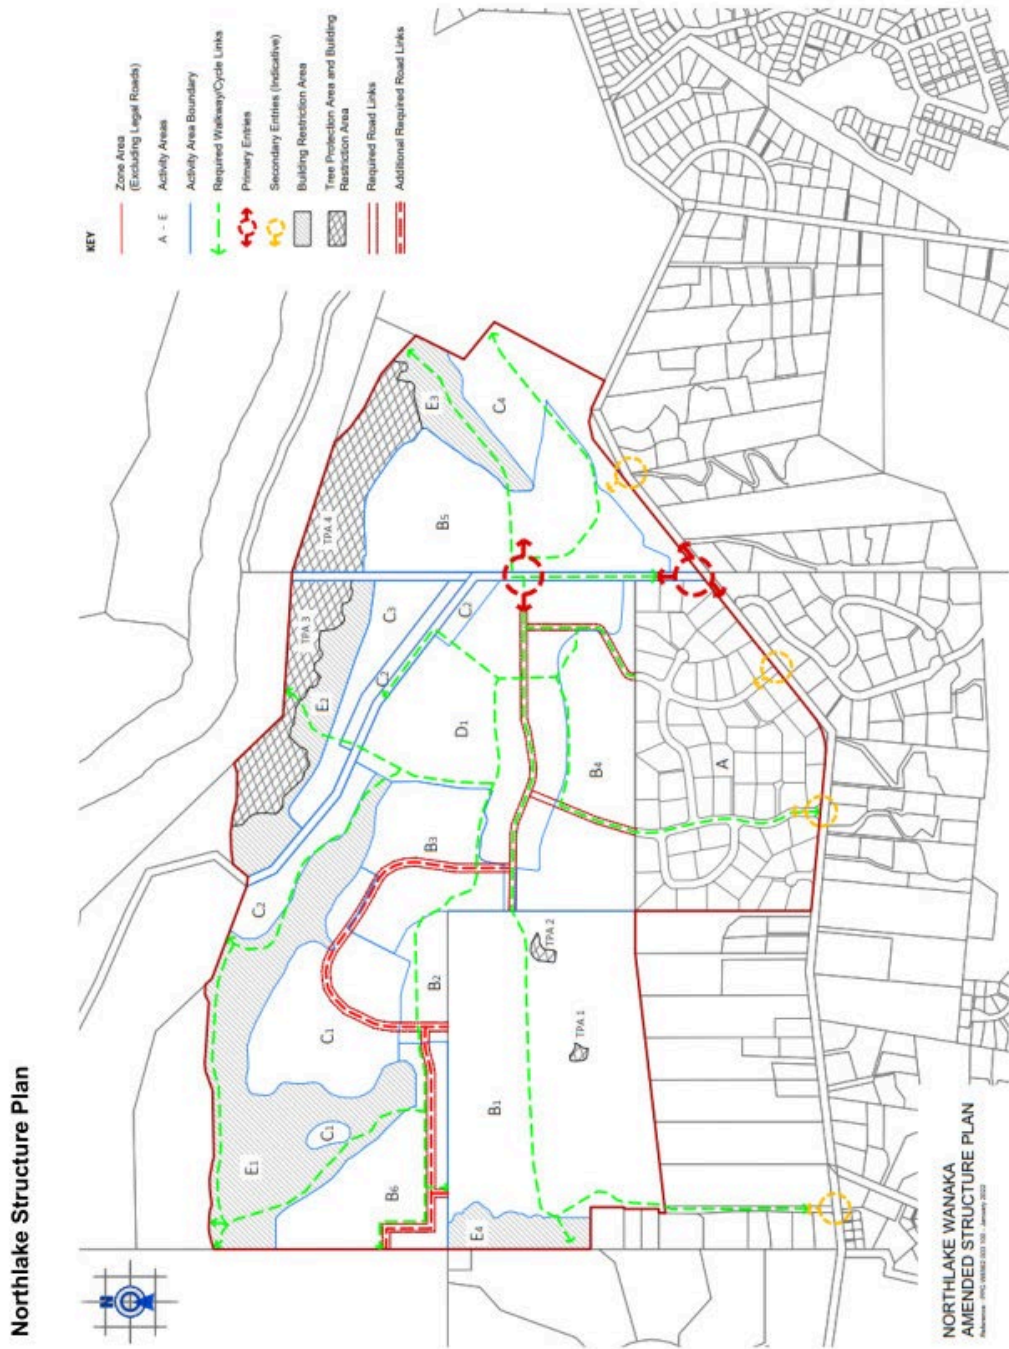 Northlake Structure Plan
N
KEY
Zone Area
(Excluding Legal Roads)
A - E Activity Areas
Activity Area Boundary
Required Walkway/Cycle Links
Primary Entries
Secondary Entries (Indicative)
Building Restriction Area
Tree Protection Area and Building
Restriction Area
Required Road Links
Additional Required Road Links
E1
C1
C1
C2
B6
B2
B3
E4
B1
TPA 1
TPA 2
E2
TPA 3
C2
C3
C2
D1
B4
A
TPA 4
B5
E3
C4
NORTHLAKE WANAKA
AMENDED STRUCTURE PLAN